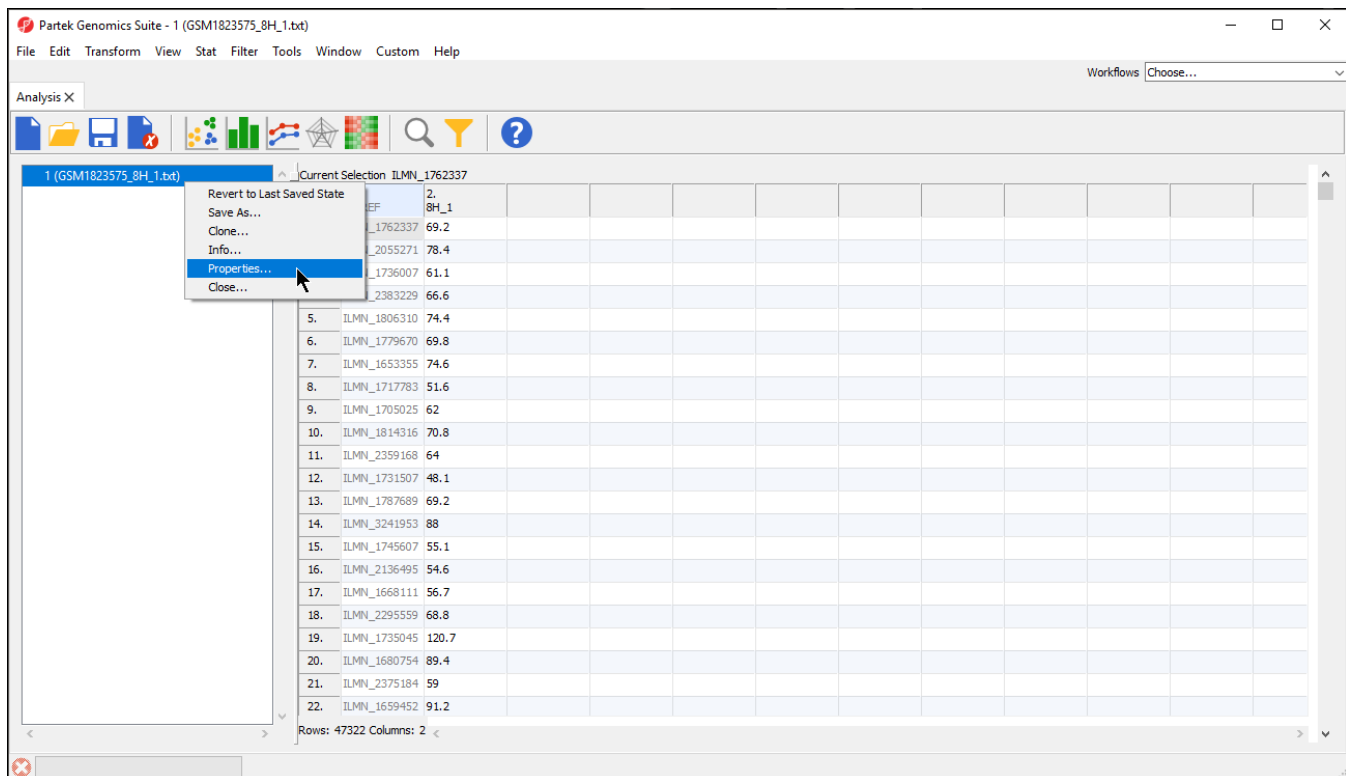 Partek Genomics Suite - 1 (GSM1823575_8H_1.txt)
File Edit Transform View Stat Filter Tools Window Custom Help
Workflows Choose...
Analysis X
1 (GSM1823575_8H_1.txt)
Current Selection ILMN_1762337
Revert to Last Saved State
Save As...
Clone...
Info...
Properties...
Close...
EF
2.
8H_1
_1762337 69.2
_2055271 78.4
_1736007 61.1
_2383229 66.6
5. ILMN_1806310 74.4
6. ILMN_1779670 69.8
7. ILMN_1653355 74.6
8. ILMN_1717783 51.6
9. ILMN_1705025 62
10. ILMN_1814316 70.8
11. ILMN_2359168 64
12. ILMN_1731507 48.1
13. ILMN_1787689 69.2
14. ILMN_3241953 88
15. ILMN_1745607 55.1
16. ILMN_2136495 54.6
17. ILMN_1668111 56.7
18. ILMN_2295559 68.8
19. ILMN_1735045 120.7
20. ILMN_1680754 89.4
21. ILMN_2375184 59
22. ILMN_1659452 91.2
Rows: 47322 Columns: 2